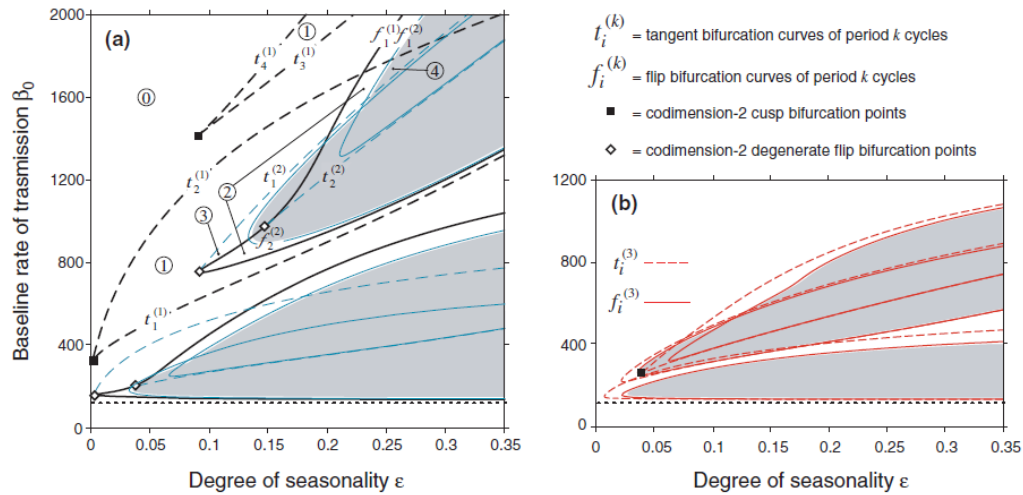 (a)
Baseline rate of trasmission β₀
2000
1600
1200
800
400
0
0 0.05 0.1 0.15 0.2 0.25 0.3 0.35
Degree of seasonality ε
⓪
①
t₄⁽¹⁾
t₃⁽¹⁾
f₁⁽¹⁾ f₁⁽²⁾
④
t₂⁽¹⁾
t₁⁽²⁾
t₂⁽²⁾
②
③
f₂⁽²⁾
①
t₁⁽¹⁾
tᵢ⁽ᵏ⁾ = tangent bifurcation curves of period k cycles
fᵢ⁽ᵏ⁾ = flip bifurcation curves of period k cycles
■ = codimension-2 cusp bifurcation points
◇ = codimension-2 degenerate flip bifurcation points
(b)
1200
800
400
0
tᵢ⁽³⁾
fᵢ⁽³⁾
0 0.05 0.1 0.15 0.2 0.25 0.3 0.35
Degree of seasonality ε